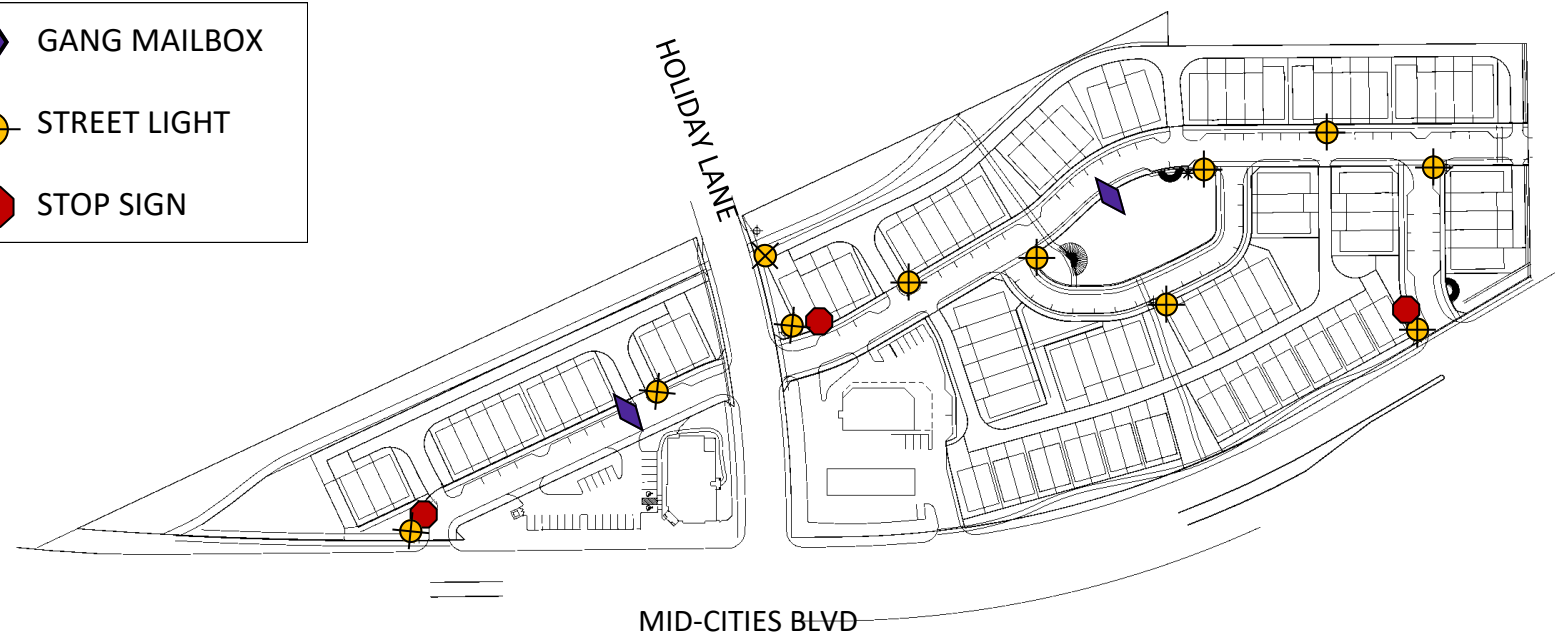 GANG MAILBOX
STREET LIGHT
STOP SIGN
HOLIDAY LANE
MID-CITIES BLVD